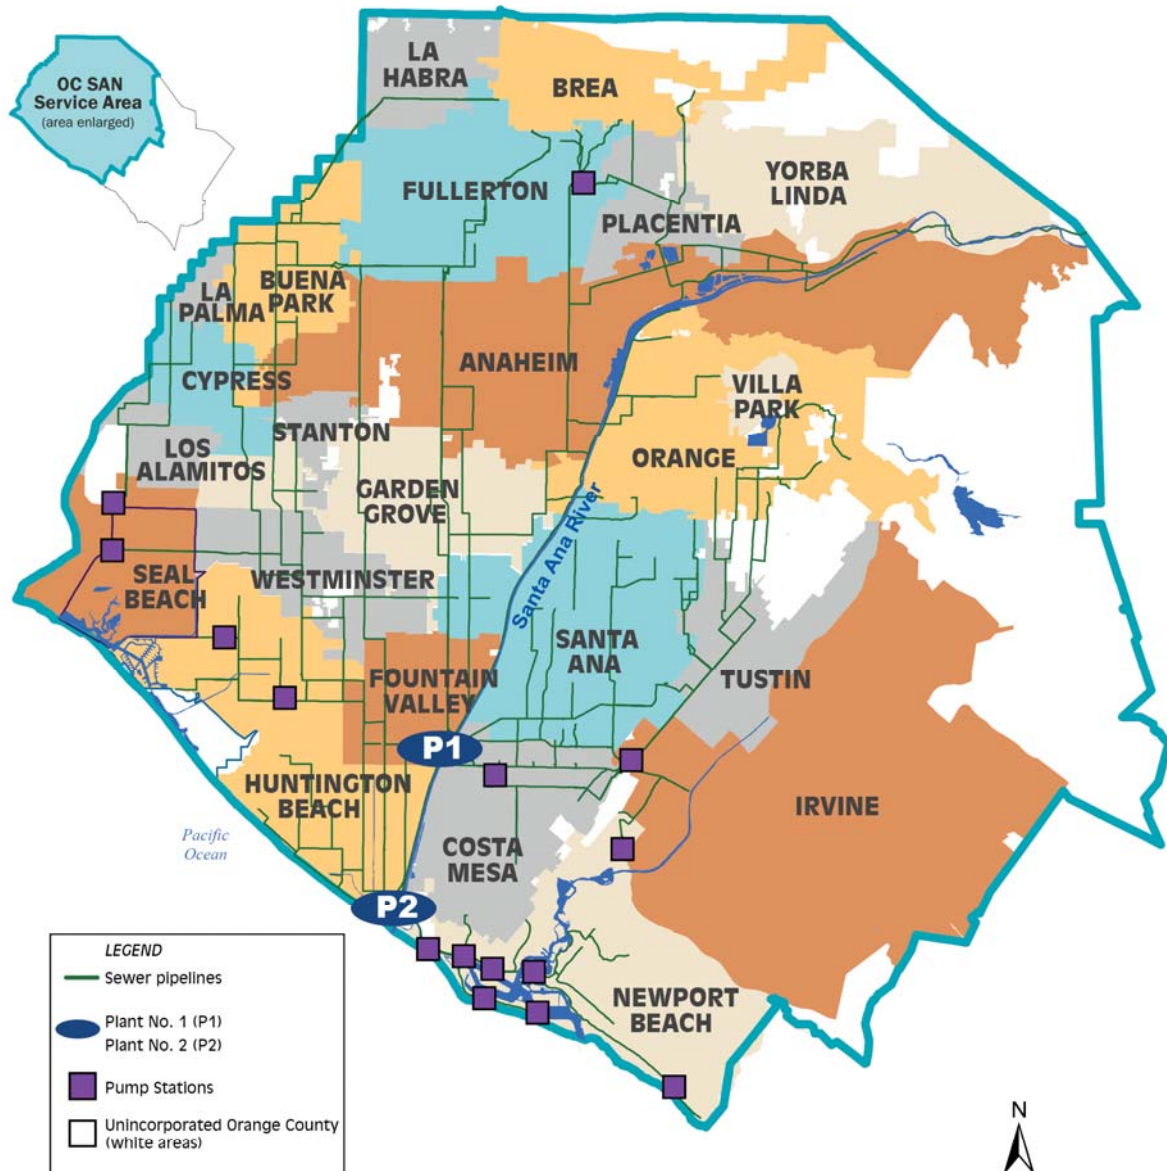 OC SAN
Service Area
(area enlarged)
LA
HABRA
BREA
FULLERTON
YORBA
LINDA
PLACENTIA
LA
PALMA
BUENA
PARK
ANAHEIM
CYPRESS
VILLA
PARK
STANTON
LOS
ALAMITOS
ORANGE
GARDEN
GROVE
Santa Ana River
SEAL
BEACH
WESTMINSTER
SANTA
ANA
FOUNTAIN
VALLEY
TUSTIN
P1
HUNTINGTON
BEACH
IRVINE
Pacific
Ocean
COSTA
MESA
P2
NEWPORT
BEACH
LEGEND
Sewer pipelines
Plant No. 1 (P1)
Plant No. 2 (P2)
Pump Stations
Unincorporated Orange County
(white areas)
N